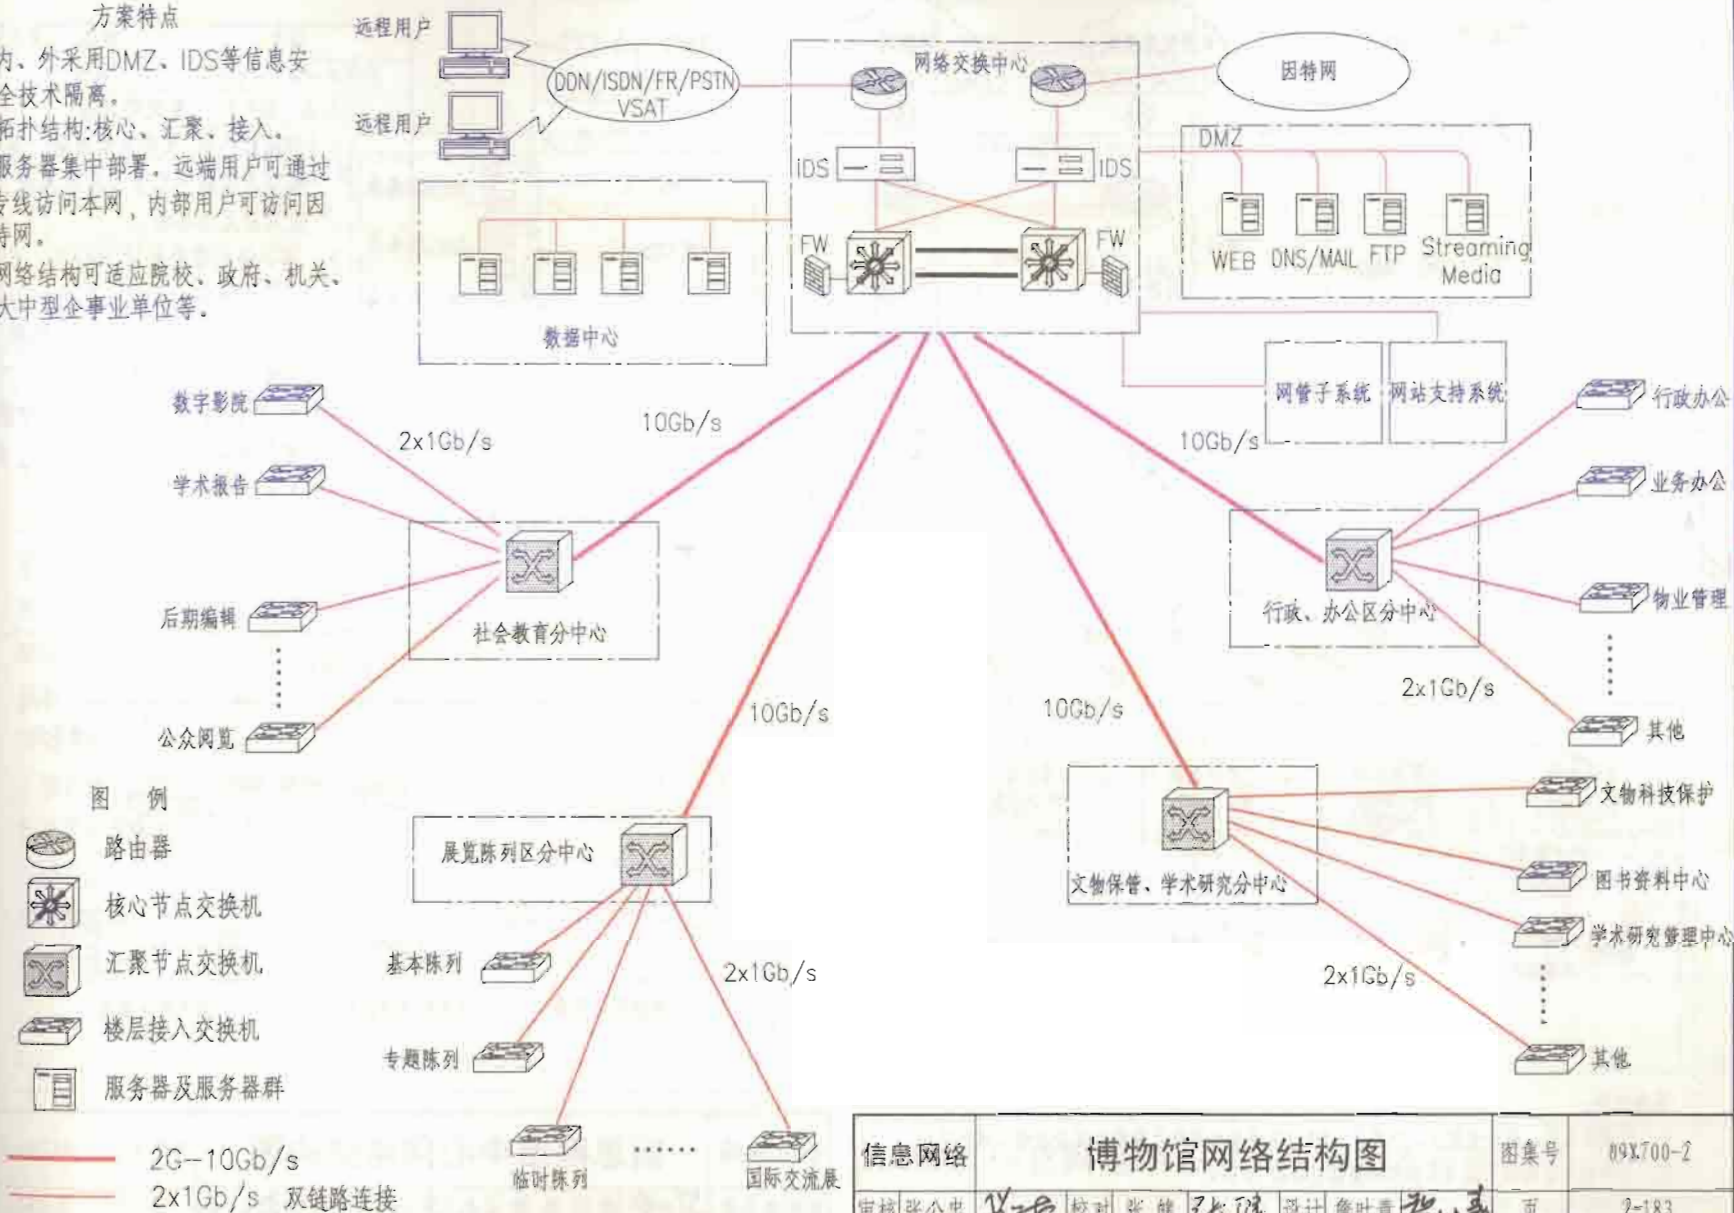 方案特点
内、外采用DMZ、IDS等信息安
全技术隔离。
拓扑结构:核心、汇聚、接入。
服务器集中部署。远端用户可通过
专线访问本网,内部用户可访问因
特网。
网络结构可适应院校、政府、机关、
大中型企事业单位等。
远程用户
远程用户
DDN/ISDN/FR/PSTN
VSAT
网络交换中心
因特网
IDS
IDS
FW
FW
DMZ
WEB
DNS/MAIL
FTP
Streaming
Media
数据中心
网管子系统
网站支持系统
数字影院
学术报告
后期编辑
公众阅览
2x1Gb/s
10Gb/s
社会教育分中心
10Gb/s
行政办公
业务办公
物业管理
其他
行政、办公区分中心
2x1Gb/s
10Gb/s
10Gb/s
展览陈列区分中心
基本陈列
专题陈列
临时陈列
......
国际交流展
2x1Gb/s
文物保管、学术研究分中心
文物科技保护
图书资料中心
学术研究管理中心
其他
2x1Gb/s
图 例
路由器
核心节点交换机
汇聚节点交换机
楼层接入交换机
服务器及服务器群
2G-10Gb/s
2x1Gb/s 双链路连接
信息网络
博物馆网络结构图
图集号
09X700-2
审核
校对
设计
页
2-183